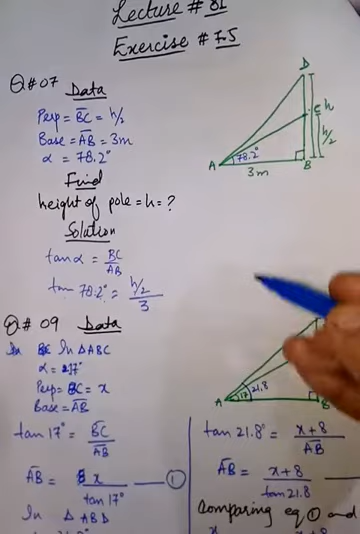 Lecture # 81
Exercise # 7.5
Q # 07 Data
Perp = BC = h/2
Base = AB = 3m
α = 78.2°
Find
height of pole = h = ?
Solution
tanα = BC/AB
tan 78.2° = h/2 / 3
D
C
h
h/2
A
78.2°
B
3m
Q # 09 Data
In ΔABC
α = 17°
Perp = BC = x
Base = AB
tan 17° = BC/AB
AB = x/tan 17° ——— ①
In Δ ABD
A
17
21.8
B
tan 21.8° = x+8/AB
AB = x+8/tan 21.8
Comparing eq ① and
x